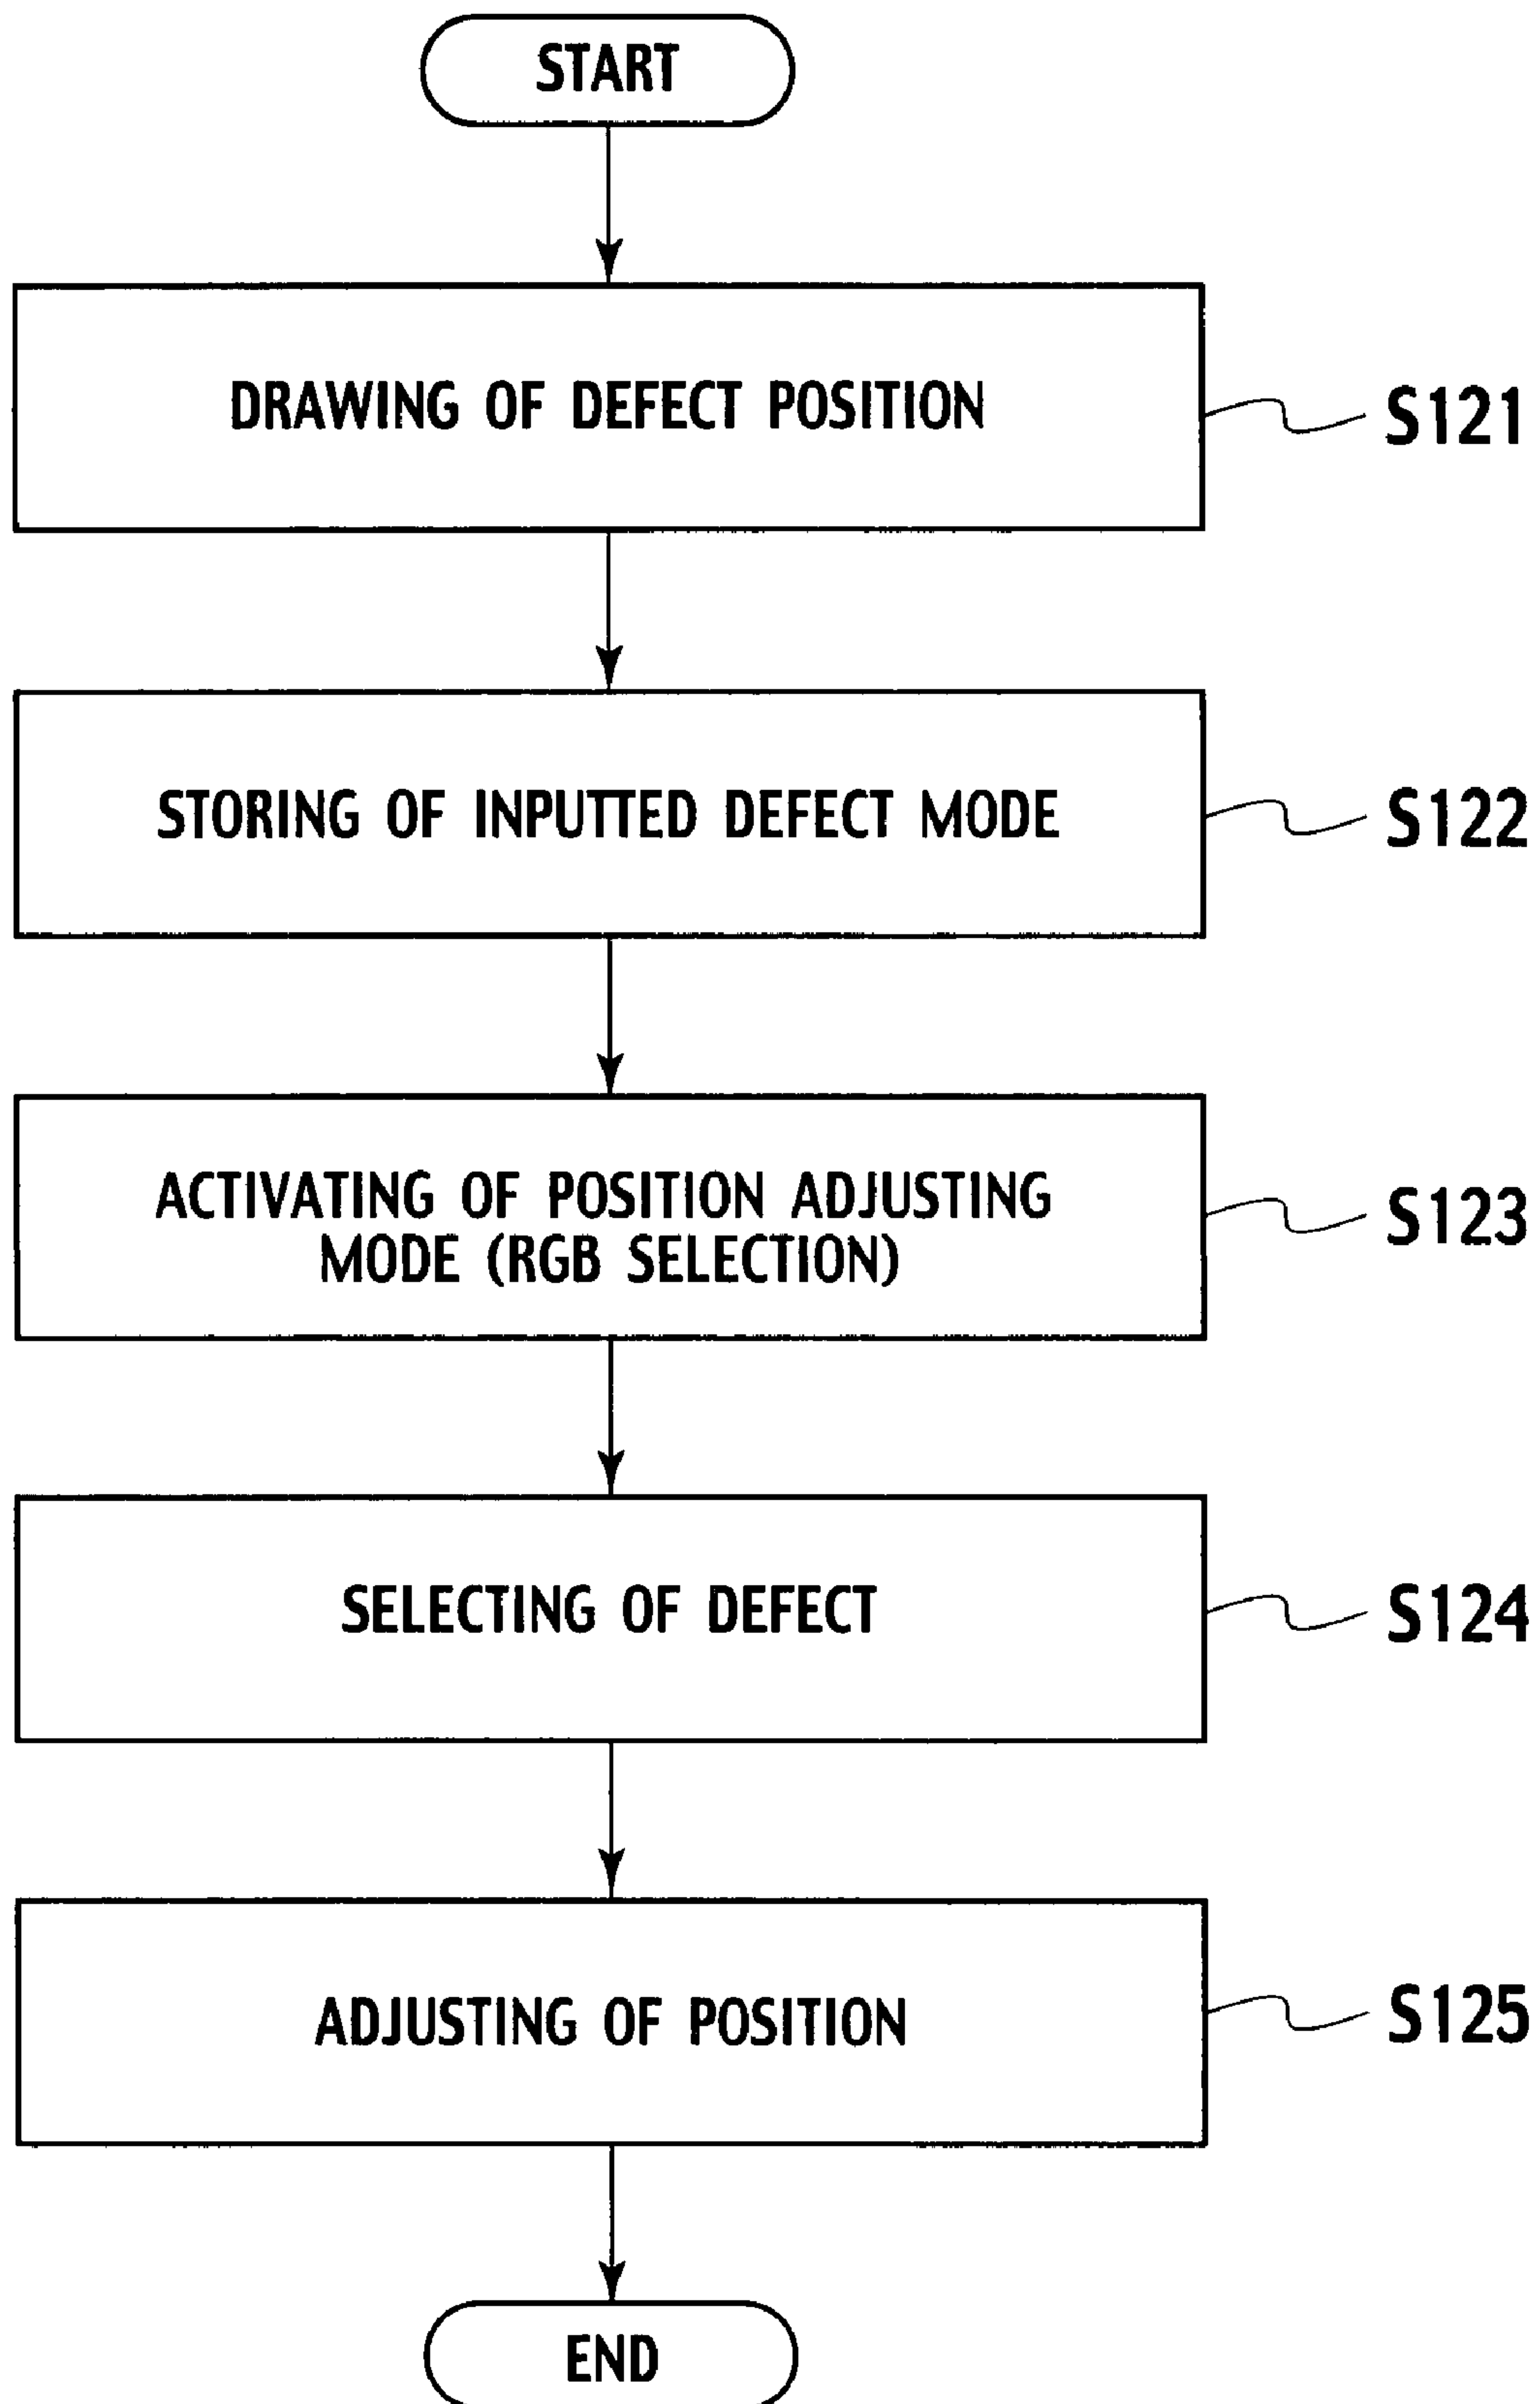 START
DRAWING OF DEFECT POSITION
S121
STORING OF INPUTTED DEFECT MODE
S122
ACTIVATING OF POSITION ADJUSTING
MODE (RGB SELECTION)
S123
SELECTING OF DEFECT
S124
ADJUSTING OF POSITION
S125
END